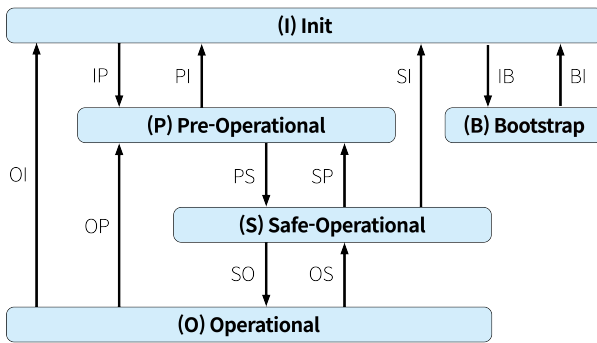 (I) Init
IP
PI
SI
IB
BI
(P) Pre-Operational
(B) Bootstrap
OI
PS
SP
OP
(S) Safe-Operational
SO
OS
(O) Operational